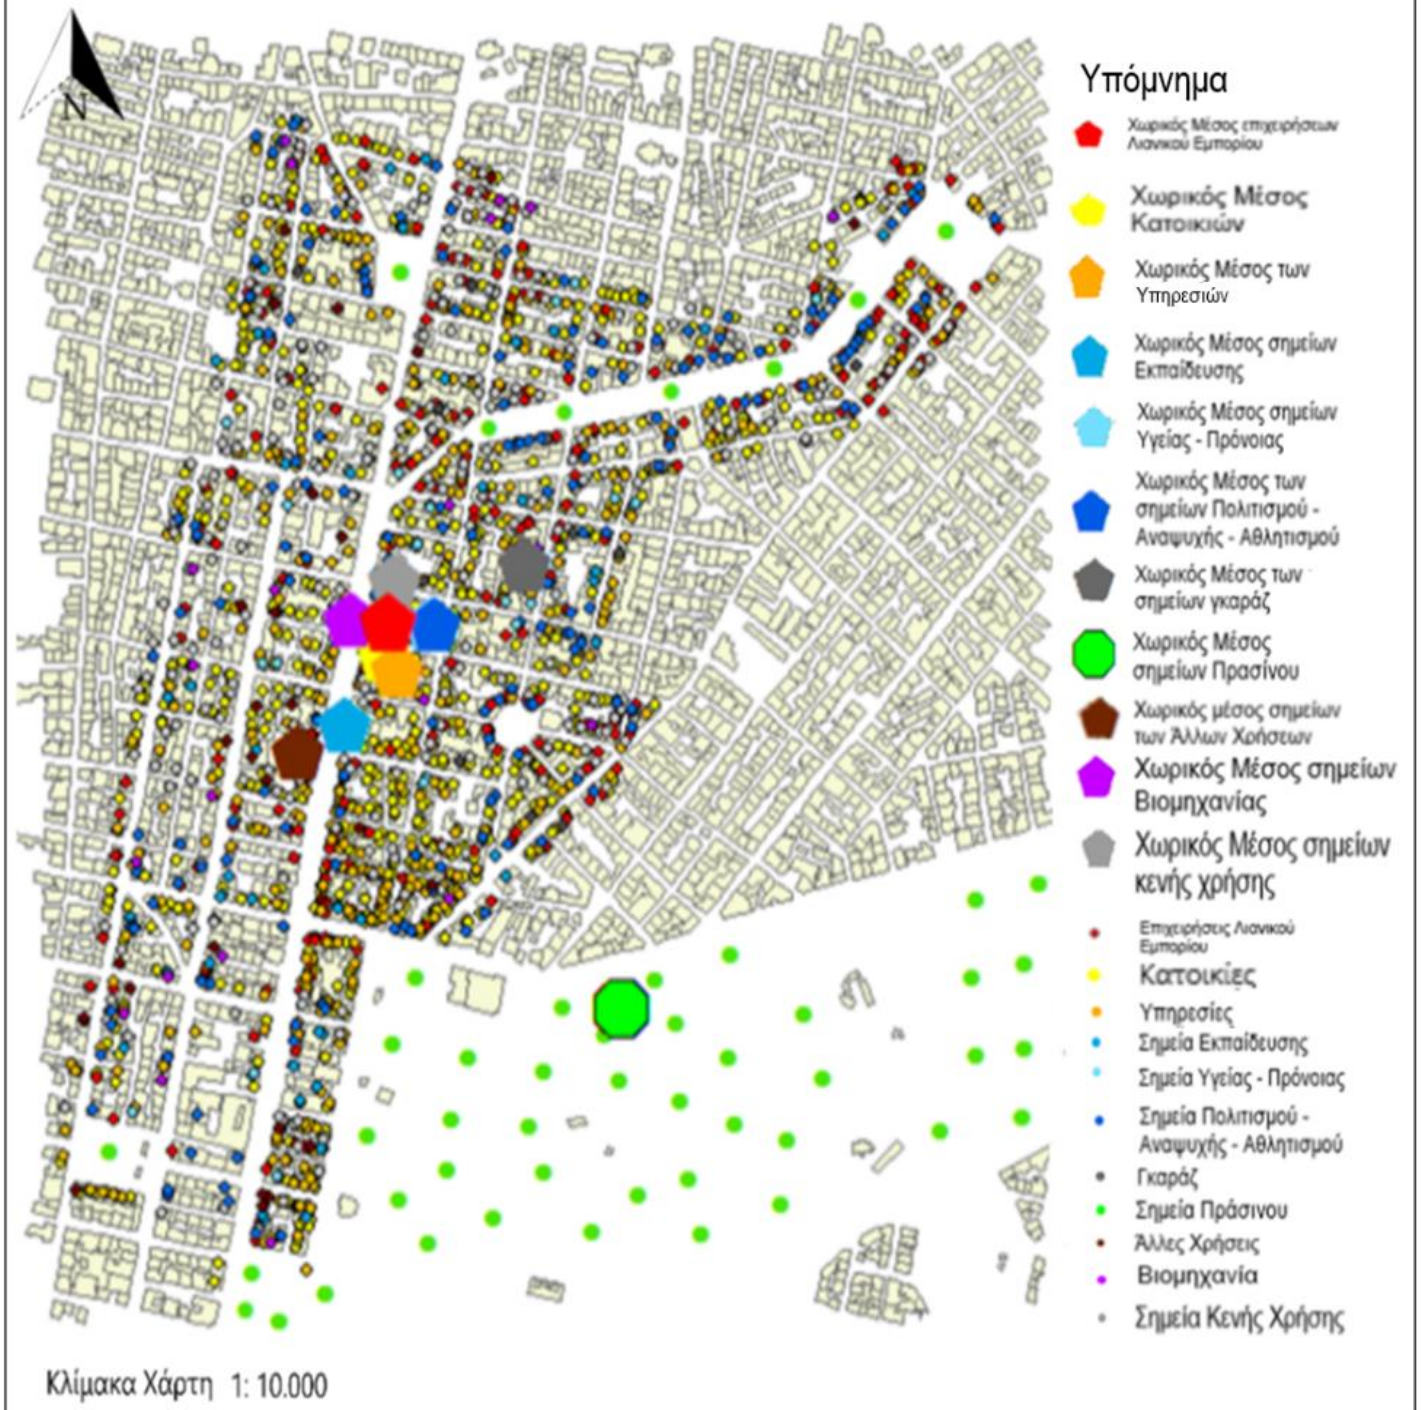 N
Υπόμνημα
Χωρικός Μέσος επιχειρήσεων
Λιανικού Εμπορίου
Χωρικός Μέσος
Κατοικιών
Χωρικός Μέσος των
Υπηρεσιών
Χωρικός Μέσος σημείων
Εκπαίδευσης
Χωρικός Μέσος σημείων
Υγείας - Πρόνοιας
Χωρικός Μέσος των
σημείων Πολιτισμού -
Αναψυχής - Αθλητισμού
Χωρικός Μέσος των
σημείων γκαράζ
Χωρικός Μέσος
σημείων Πρασίνου
Χωρικός μέσος σημείων
των Άλλων Χρήσεων
Χωρικός Μέσος σημείων
Βιομηχανίας
Χωρικός Μέσος σημείων
κενής χρήσης
Επιχειρήσεις Λιανικού
Εμπορίου
Κατοικίες
Υπηρεσίες
Σημεία Εκπαίδευσης
Σημεία Υγείας - Πρόνοιας
Σημεία Πολιτισμού -
Αναψυχής - Αθλητισμού
Γκαράζ
Σημεία Πράσινου
Άλλες Χρήσεις
Βιομηχανία
Σημεία Κενής Χρήσης
Κλίμακα Χάρτη 1: 10.000